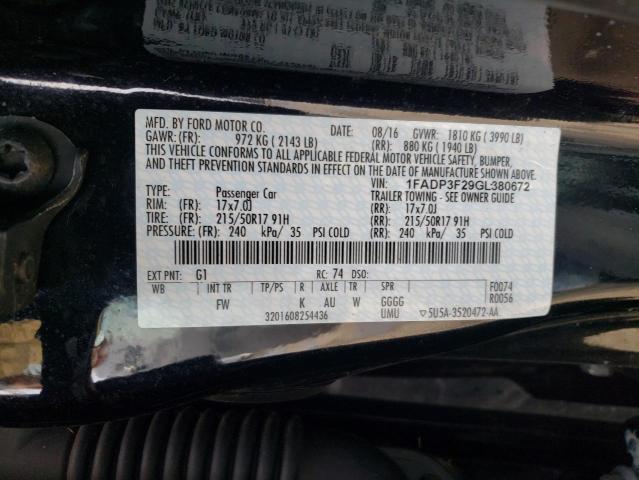 MFD. BY FORD MOTOR CO. DATE: 08/16 GVWR: 1810 KG ( 3990 LB)
GAWR: (FR): 972 KG ( 2143 LB) (RR): 880 KG ( 1940 LB)
THIS VEHICLE CONFORMS TO ALL APPLICABLE FEDERAL MOTOR VEHICLE SAFETY, BUMPER,
AND THEFT PREVENTION STANDARDS IN EFFECT ON THE DATE OF MANUFACTURE SHOWN ABOVE.
VIN: 1FADP3F29GL380672
TYPE: Passenger Car TRAILER TOWING - SEE OWNER GUIDE
RIM: (FR): 17x7.0J (RR): 17x7.0J
TIRE: (FR): 215/50R17 91H (RR): 215/50R17 91H
PRESSURE: (FR): 240 kPa/ 35 PSI COLD (RR): 240 kPa/ 35 PSI COLD
EXT PNT: G1 RC: 74 DSO:
WB INT TR TP/PS R AXLE TR SPR F0074
FW K AU W GGGG R0056
3201608254436 UMU ▽5U5A-3520472-AA